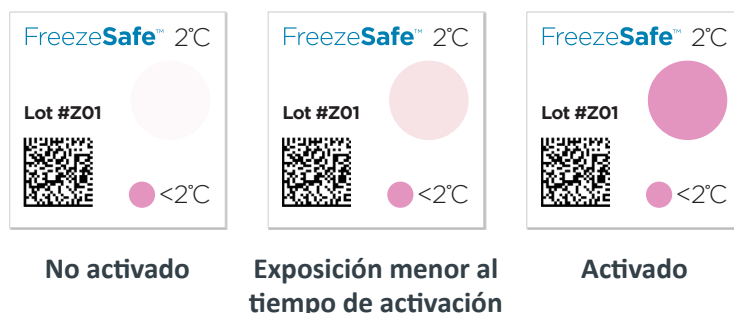 FreezeSafe™ 2°C
Lot #Z01
<2°C
No activado
FreezeSafe™ 2°C
Lot #Z01
<2°C
Exposición menor al
tiempo de activación
FreezeSafe™ 2°C
Lot #Z01
<2°C
Activado